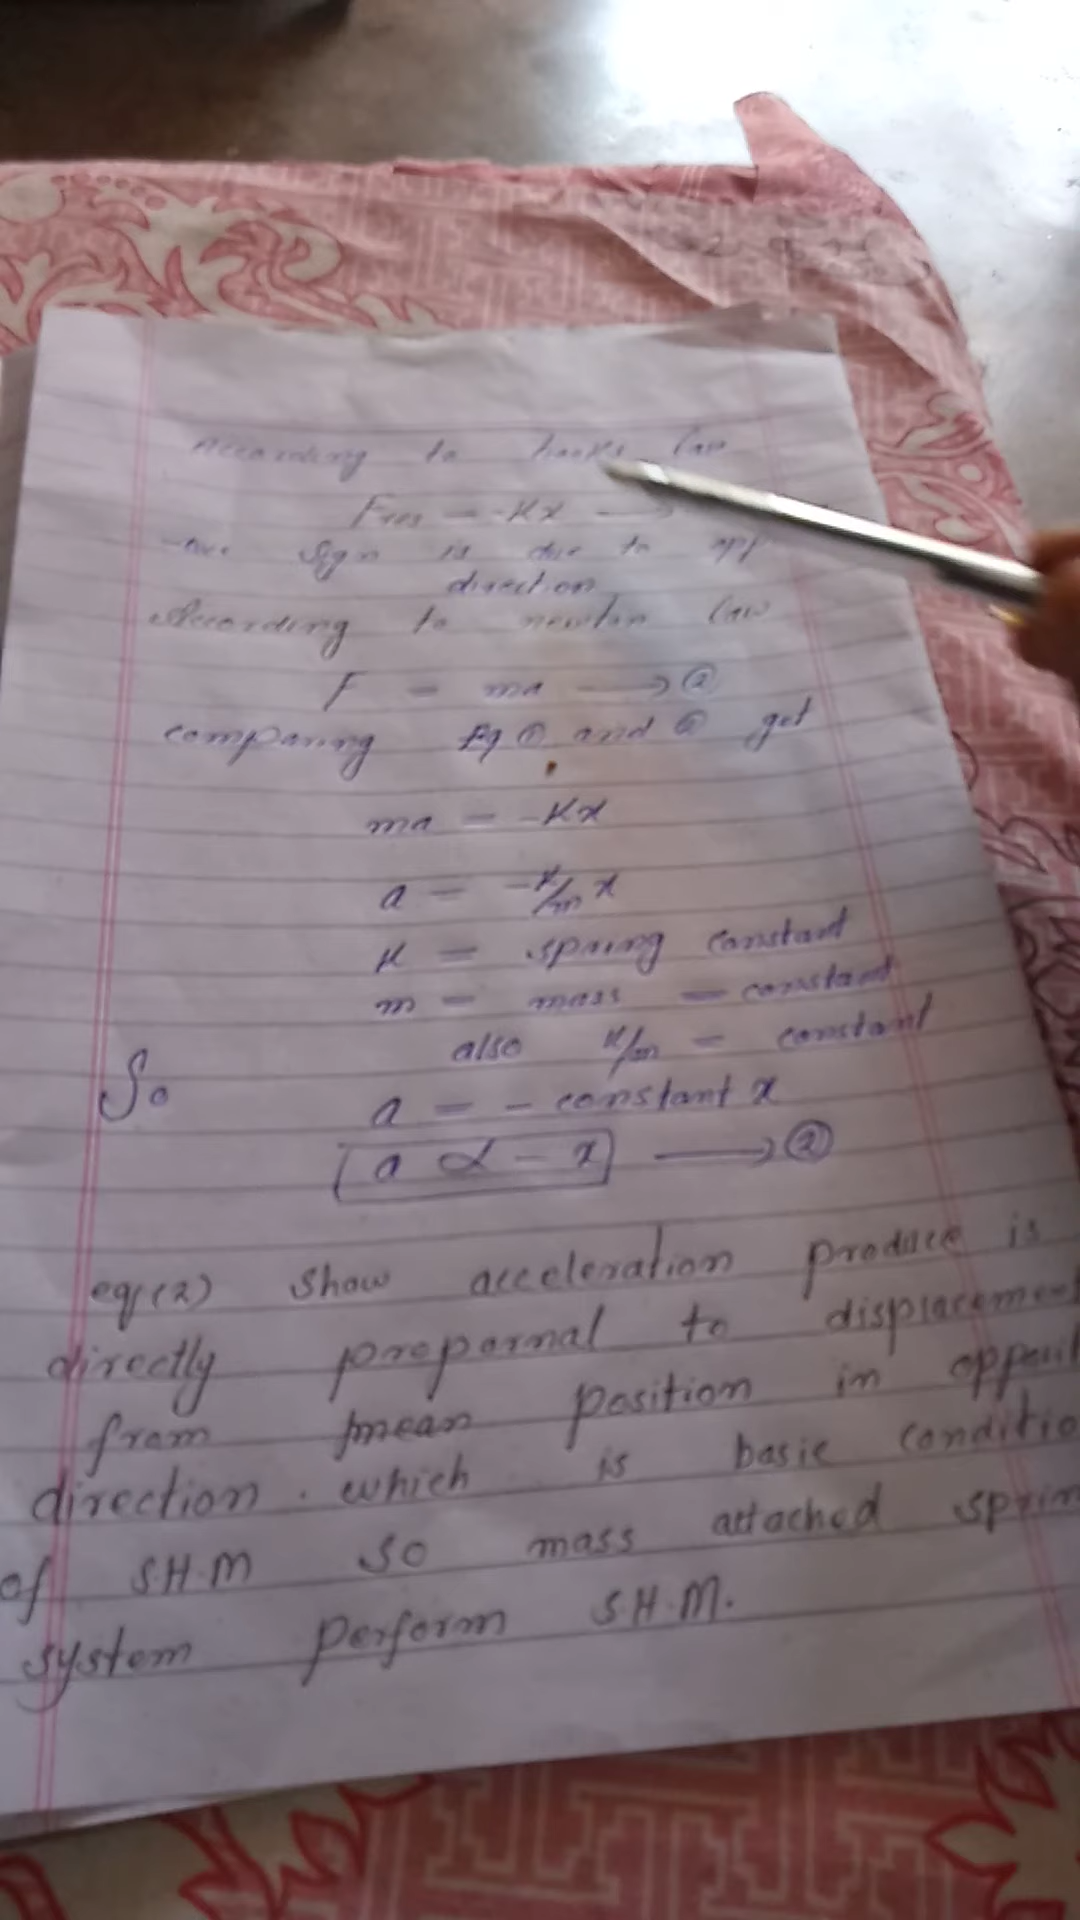 According to hooks law
Fres = -Kx →
-ive sign is due to opp
direction
According to newton law
F = ma → ②
comparing Eq ① and ② get
ma = -Kx
a = -K/m x
K = spring constant
m = mass = constant
also K/m = constant
So a = - constant x
a ∝ - x → ②
eq(2) show acceleration produce is
directly propornal to displacement
from mean position in opposit
direction. which is basic conditio
of S.H.M so mass attached sprin
system perform S.H.M.